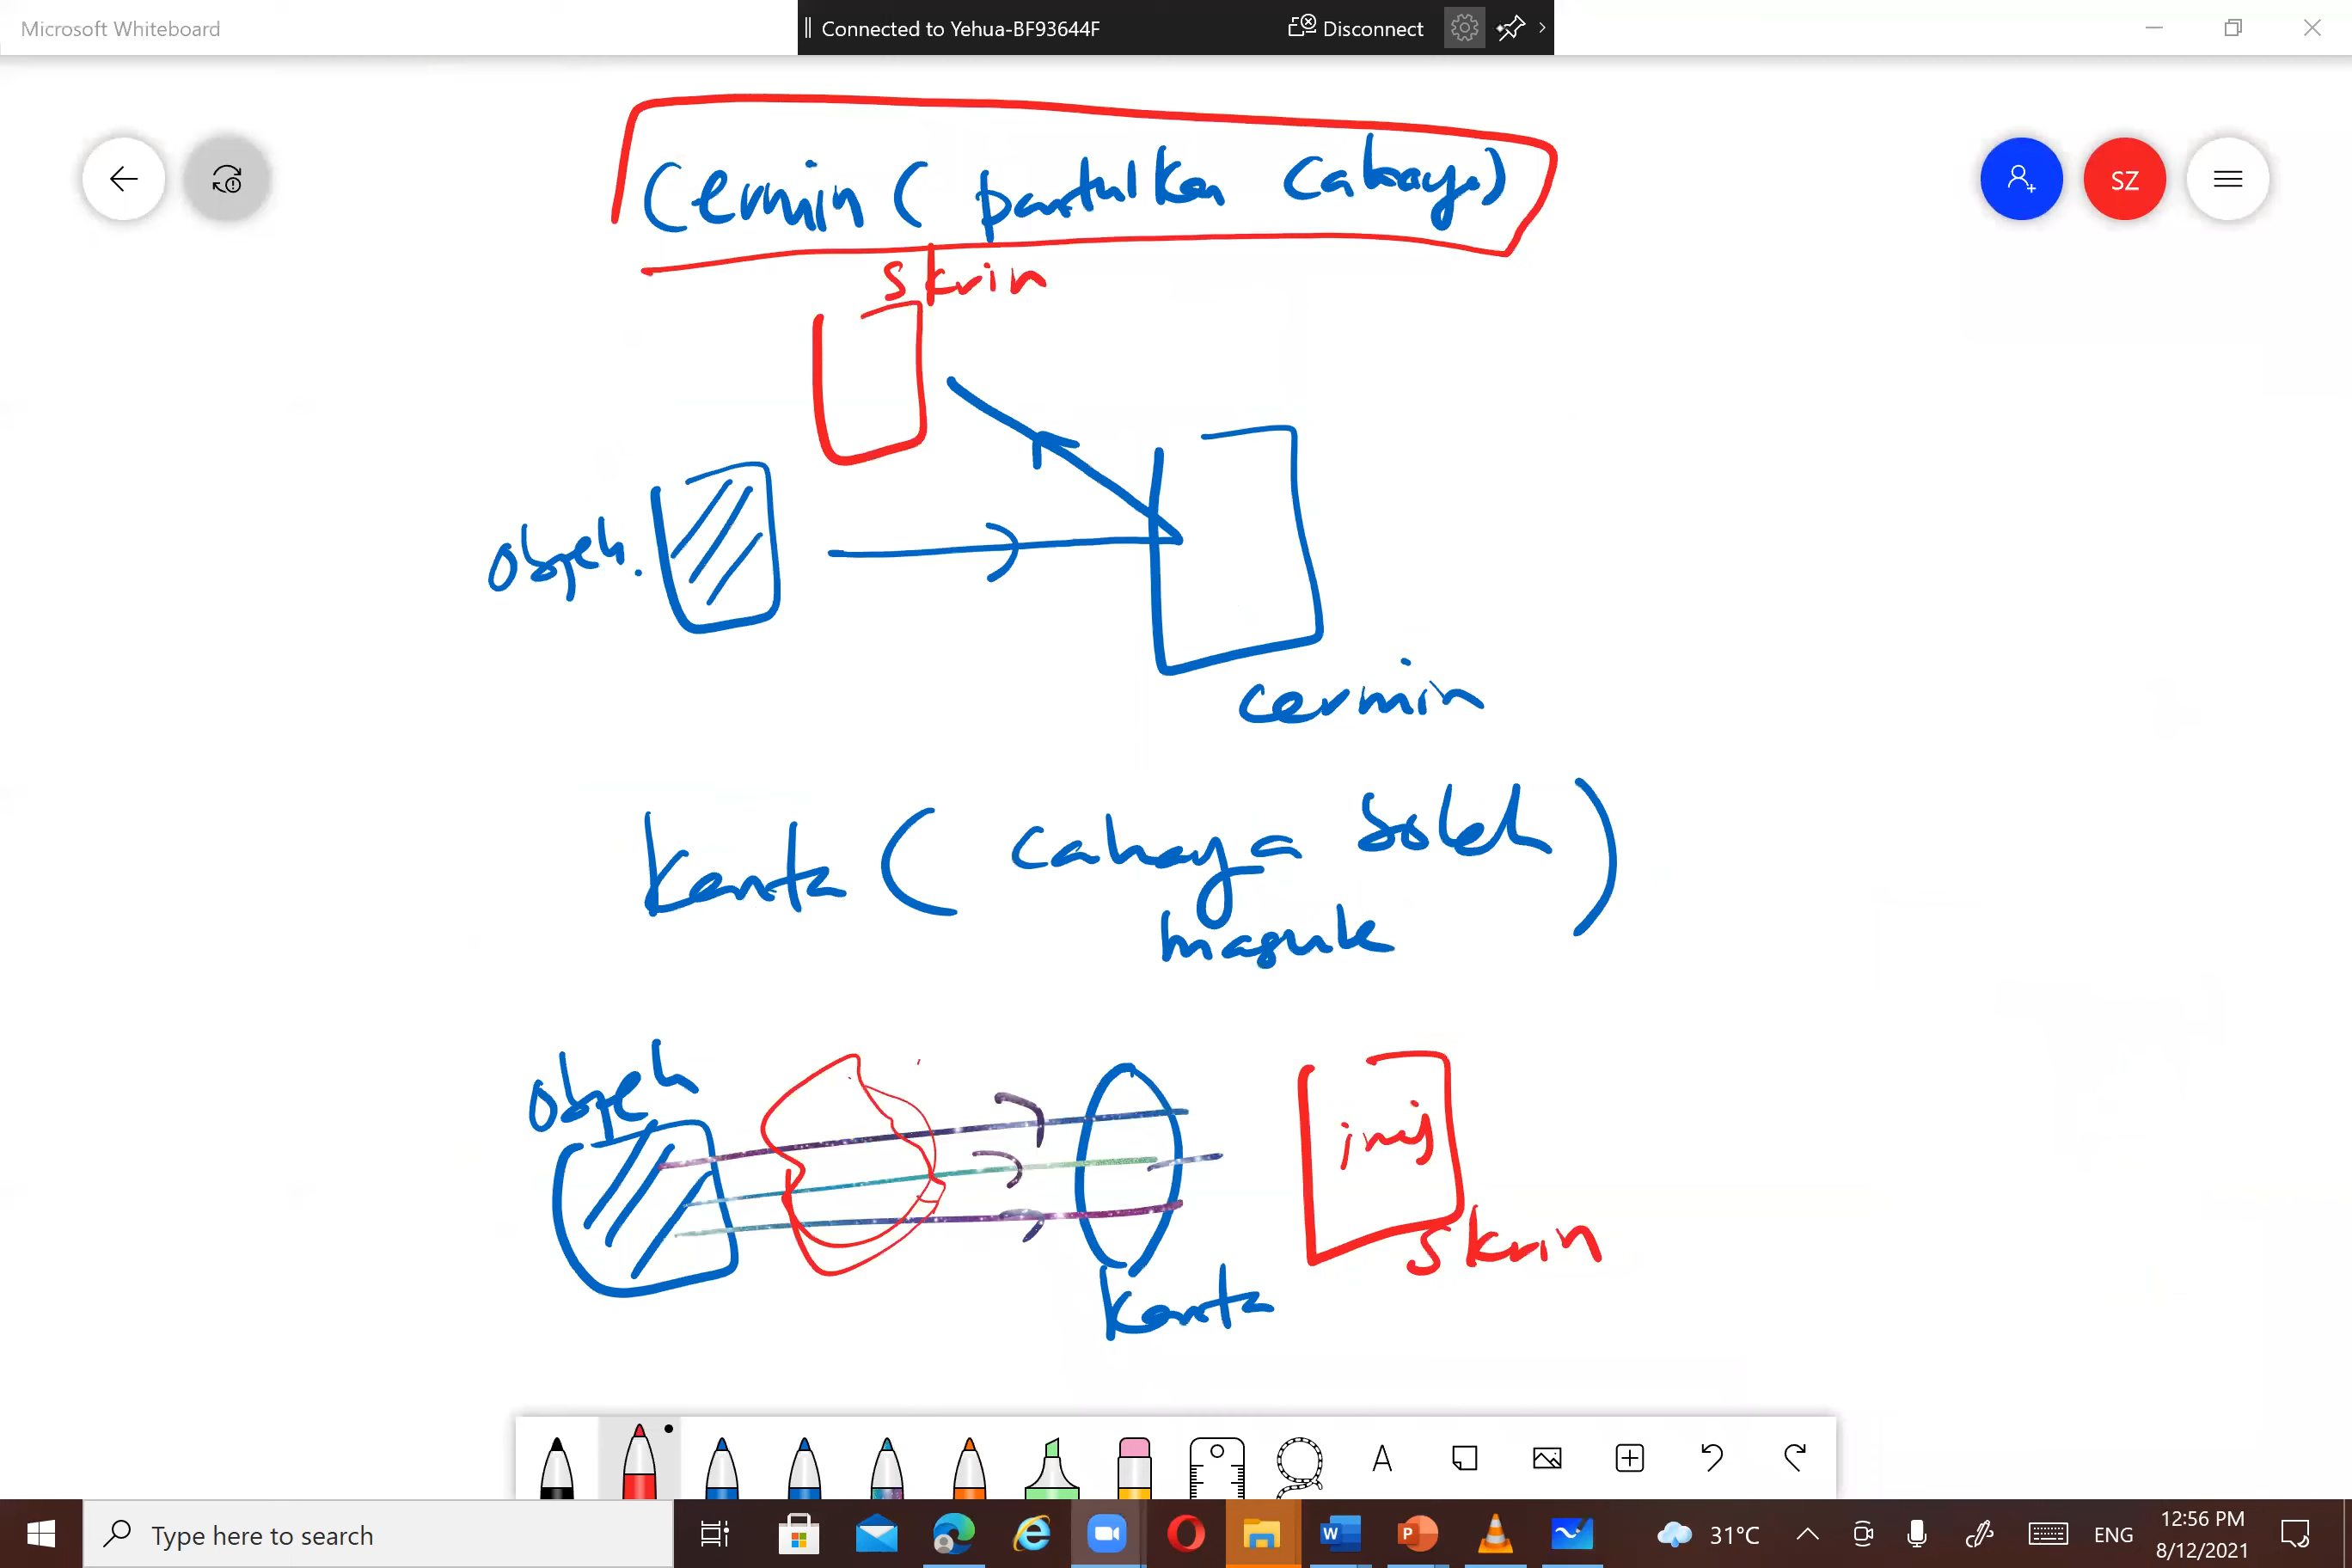 Microsoft Whiteboard
Connected to Yehua-BF93644F
Disconnect
SZ
Cermin ( pantulkan Cahaya)
skrin
objek.
cermin
kanta ( cahaya boleh )
masuk
objek
imej
skrin
kanta
A
Type here to search
31°C
ENG
12:56 PM
8/12/2021